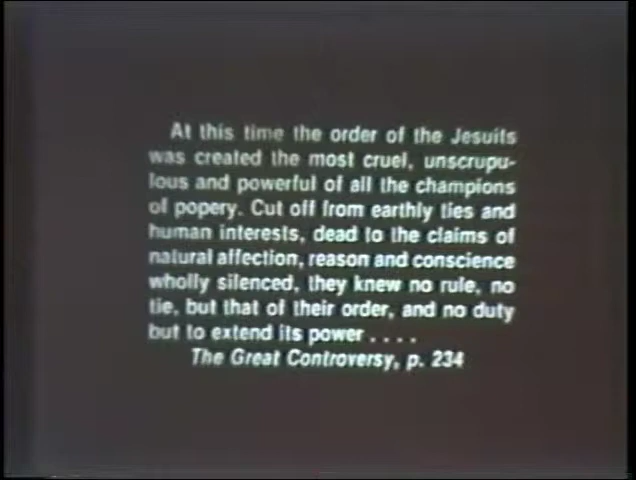 At this time the order of the Jesuits
was created the most cruel, unscrupu-
lous and powerful of all the champions
of popery. Cut off from earthly ties and
human interests, dead to the claims of
natural affection, reason and conscience
wholly silenced, they knew no rule, no
tie, but that of their order, and no duty
but to extend its power . . . .
The Great Controversy, p. 234